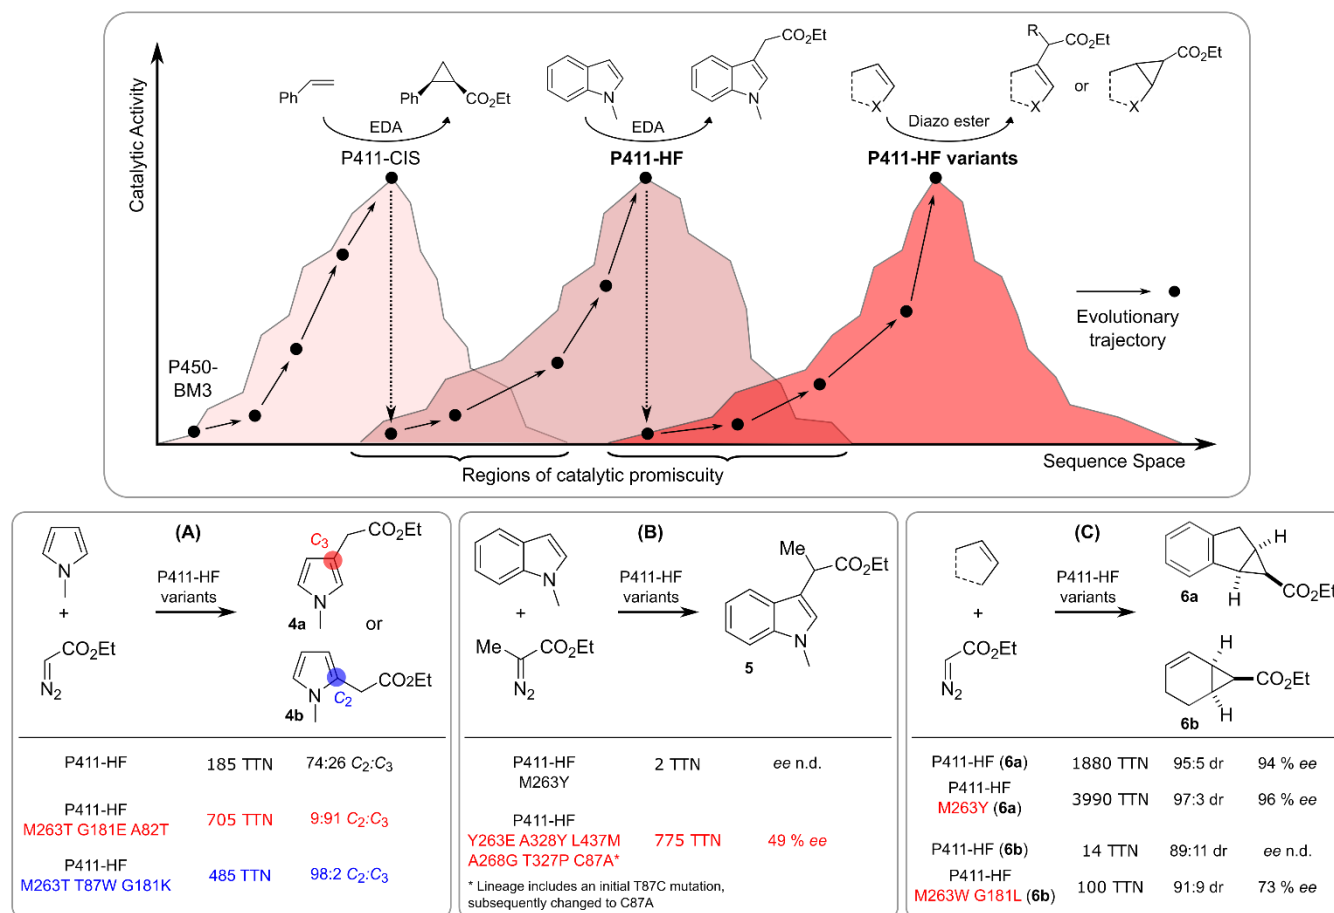 Catalytic Activity
Ph
EDA
Ph
CO2Et
P411-CIS
N
EDA
CO2Et
N
P411-HF
X
Diazo ester
R
CO2Et
X
or
CO2Et
X
P411-HF variants
P450-
BM3
Evolutionary
trajectory
Regions of catalytic promiscuity
Sequence Space
(A)
N
+
CO2Et
N2
P411-HF
variants
C3
CO2Et
N
4a
or
N
C2
CO2Et
4b
P411-HF 185 TTN 74:26 C2:C3
P411-HF
M263T G181E A82T 705 TTN 9:91 C2:C3
P411-HF
M263T T87W G181K 485 TTN 98:2 C2:C3
(B)
N
+
Me
CO2Et
N2
P411-HF
variants
Me
CO2Et
N
5
P411-HF
M263Y 2 TTN ee n.d.
P411-HF
Y263E A328Y L437M
A268G T327P C87A* 775 TTN 49 % ee
* Lineage includes an initial T87C mutation,
subsequently changed to C87A
(C)
+
CO2Et
N2
P411-HF
variants
H
H
CO2Et
6a
H
H
CO2Et
6b
P411-HF (6a) 1880 TTN 95:5 dr 94 % ee
P411-HF
M263Y (6a) 3990 TTN 97:3 dr 96 % ee
P411-HF (6b) 14 TTN 89:11 dr ee n.d.
P411-HF
M263W G181L (6b) 100 TTN 91:9 dr 73 % ee